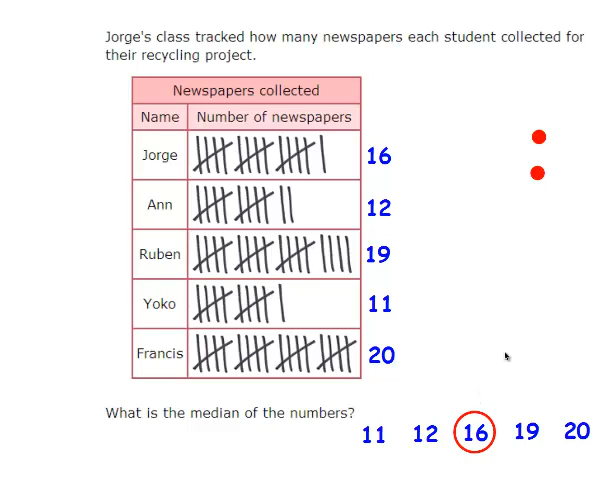 Jorge's class tracked how many newspapers each student collected for
their recycling project.
Newspapers collected
Name Number of newspapers
Jorge 16
Ann 12
Ruben 19
Yoko 11
Francis 20
What is the median of the numbers?
11 12 16 19 20